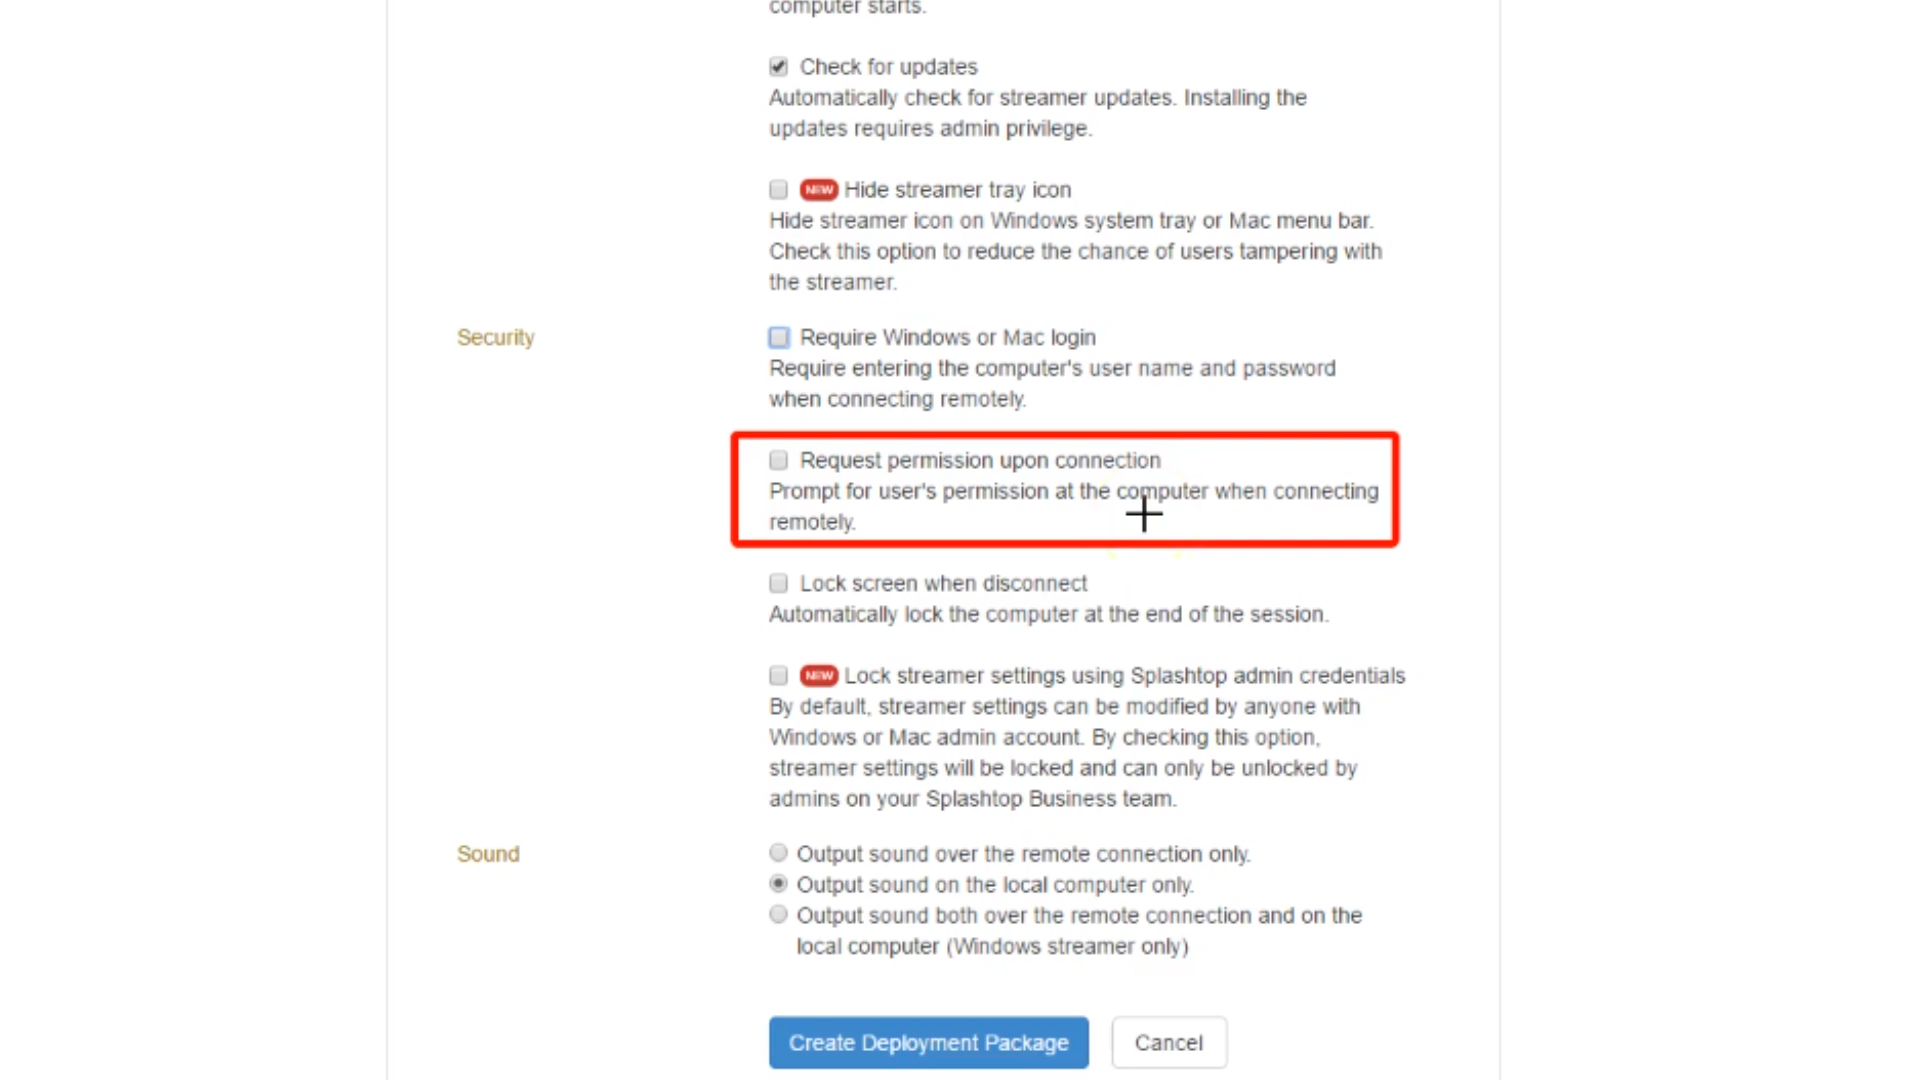 computer starts.
Check for updates
Automatically check for streamer updates. Installing the
updates requires admin privilege.
NEW Hide streamer tray icon
Hide streamer icon on Windows system tray or Mac menu bar.
Check this option to reduce the chance of users tampering with
the streamer.
Security
Require Windows or Mac login
Require entering the computer's user name and password
when connecting remotely.
Request permission upon connection
Prompt for user's permission at the computer when connecting
remotely.
Lock screen when disconnect
Automatically lock the computer at the end of the session.
NEW Lock streamer settings using Splashtop admin credentials
By default, streamer settings can be modified by anyone with
Windows or Mac admin account. By checking this option,
streamer settings will be locked and can only be unlocked by
admins on your Splashtop Business team.
Sound
Output sound over the remote connection only.
Output sound on the local computer only.
Output sound both over the remote connection and on the
local computer (Windows streamer only)
Create Deployment Package
Cancel